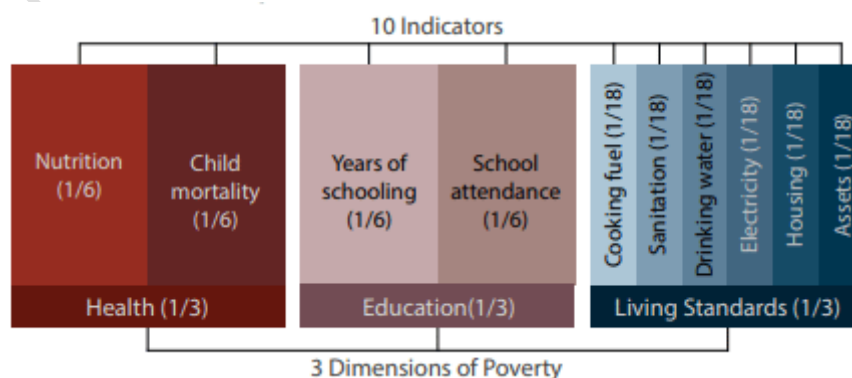 10 Indicators
Nutrition
(1/6)
Child
mortality
(1/6)
Years of
schooling
(1/6)
School
attendance
(1/6)
Cooking fuel (1/18)
Sanitation (1/18)
Drinking water (1/18)
Electricity (1/18)
Housing (1/18)
Assets (1/18)
Health (1/3)
Education(1/3)
Living Standards (1/3)
3 Dimensions of Poverty